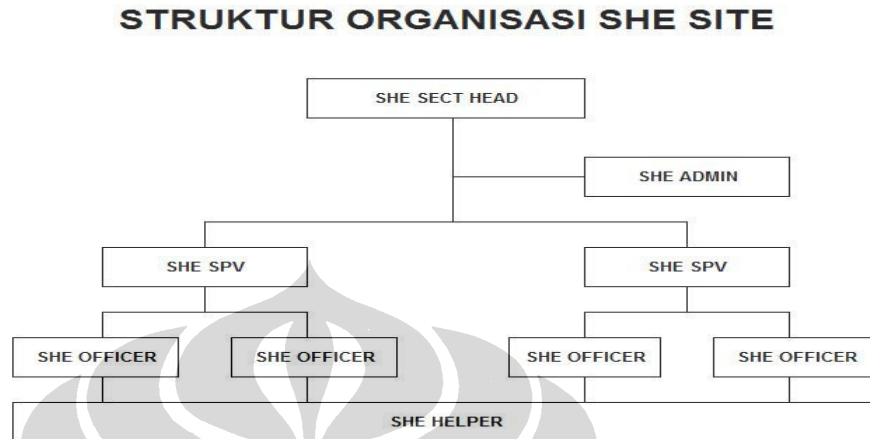 STRUKTUR ORGANISASI SHE SITE
SHE SECT HEAD
SHE ADMIN
SHE SPV
SHE SPV
SHE OFFICER
SHE OFFICER
SHE OFFICER
SHE OFFICER
SHE HELPER